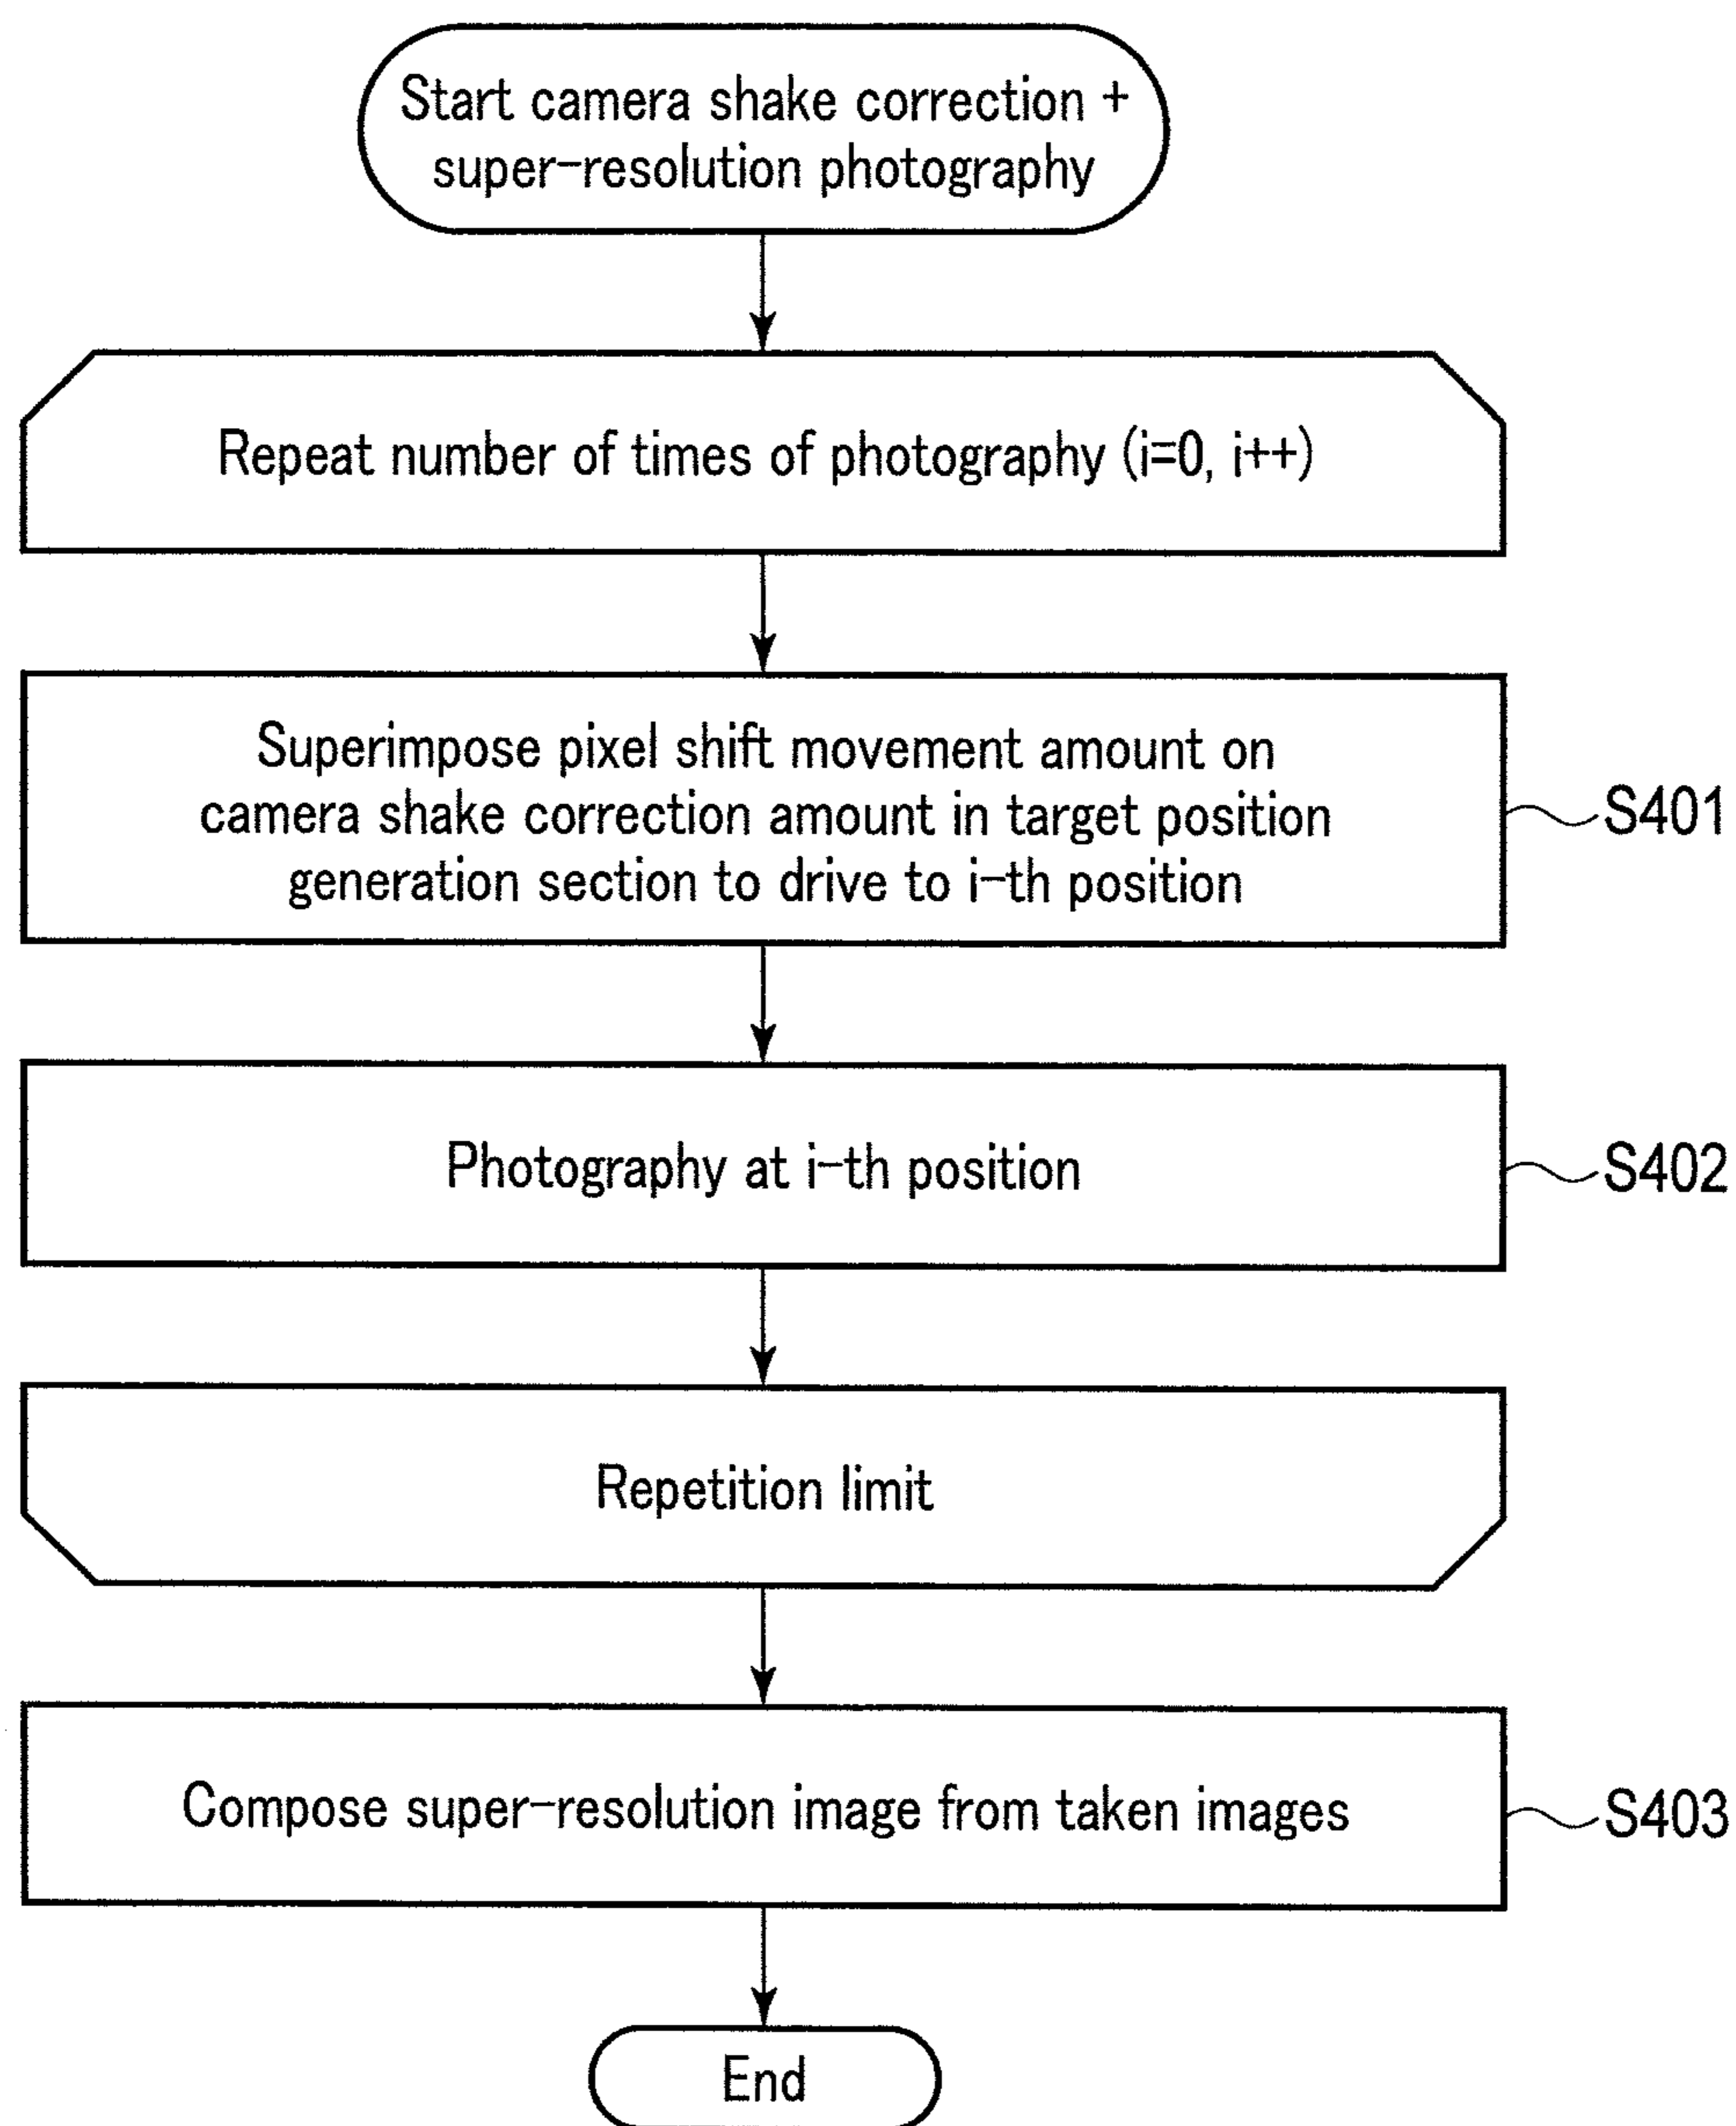 Start camera shake correction +
super-resolution photography
Repeat number of times of photography (i=0, i++)
Superimpose pixel shift movement amount on
camera shake correction amount in target position
generation section to drive to i-th position
S401
Photography at i-th position
S402
Repetition limit
Compose super-resolution image from taken images
S403
End